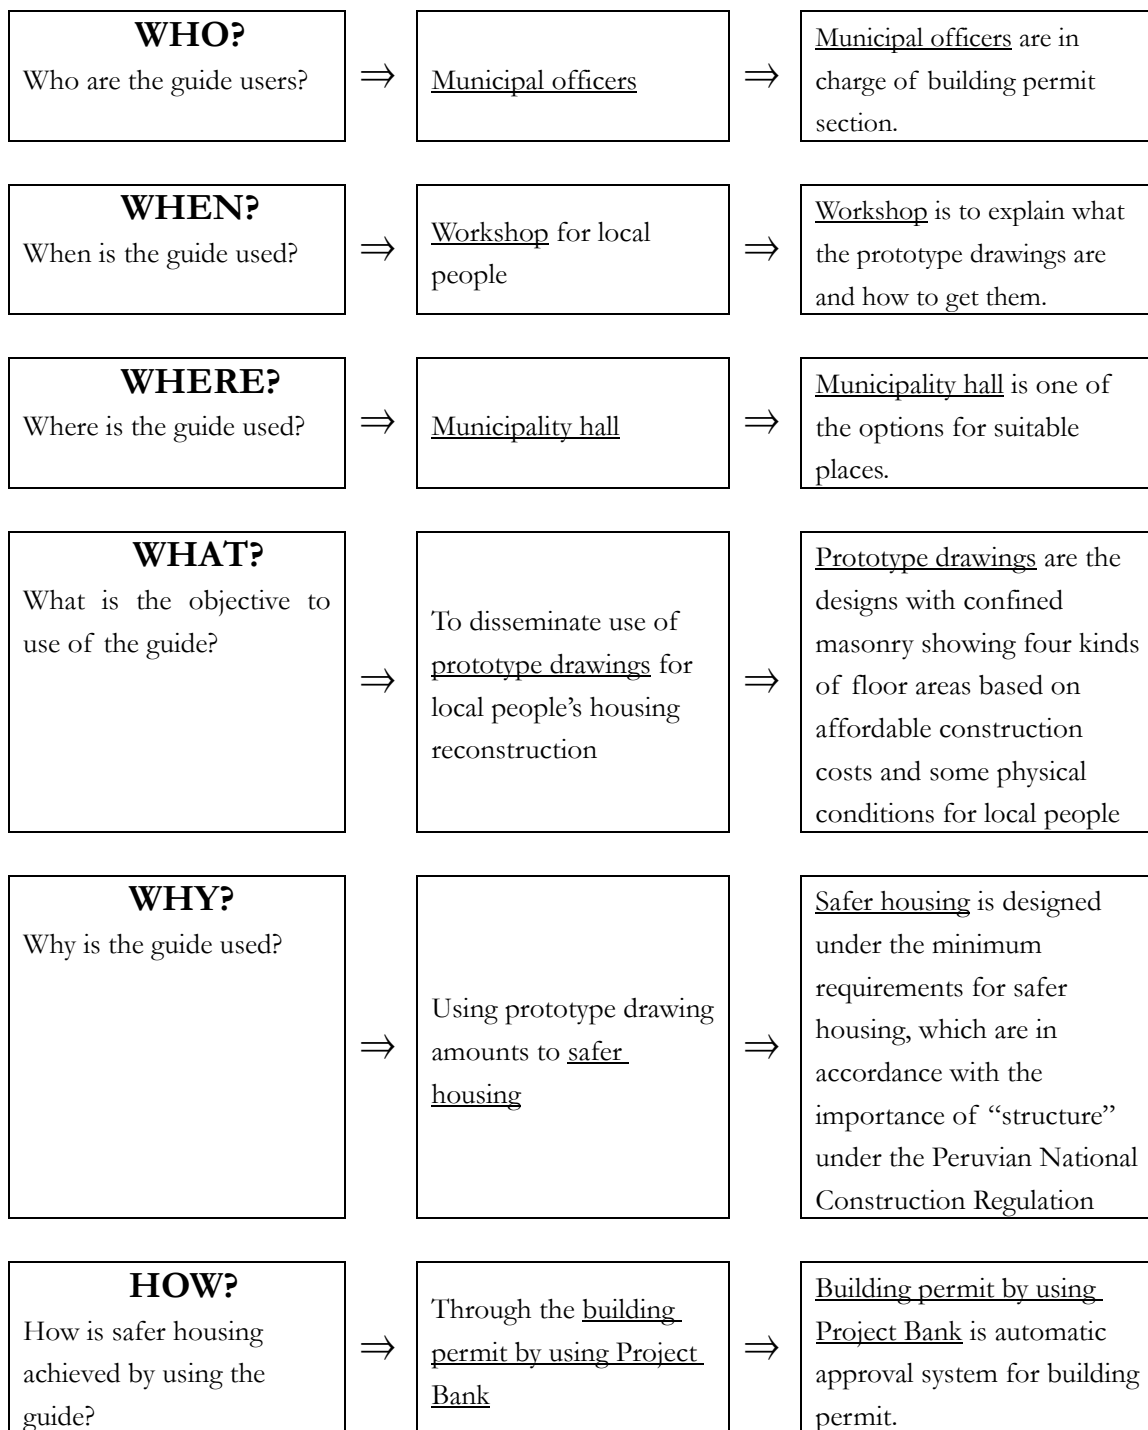 WHO?
Who are the guide users?
⇒
Municipal officers
⇒
Municipal officers are in
charge of building permit
section.
WHEN?
When is the guide used?
⇒
Workshop for local
people
⇒
Workshop is to explain what
the prototype drawings are
and how to get them.
WHERE?
Where is the guide used?
⇒
Municipality hall
⇒
Municipality hall is one of
the options for suitable
places.
WHAT?
What is the objective to
use of the guide?
⇒
To disseminate use of
prototype drawings for
local people’s housing
reconstruction
⇒
Prototype drawings are the
designs with confined
masonry showing four kinds
of floor areas based on
affordable construction
costs and some physical
conditions for local people
WHY?
Why is the guide used?
⇒
Using prototype drawing
amounts to safer
housing
⇒
Safer housing is designed
under the minimum
requirements for safer
housing, which are in
accordance with the
importance of “structure”
under the Peruvian National
Construction Regulation
HOW?
How is safer housing
achieved by using the
guide?
⇒
Through the building
permit by using Project
Bank
⇒
Building permit by using
Project Bank is automatic
approval system for building
permit.